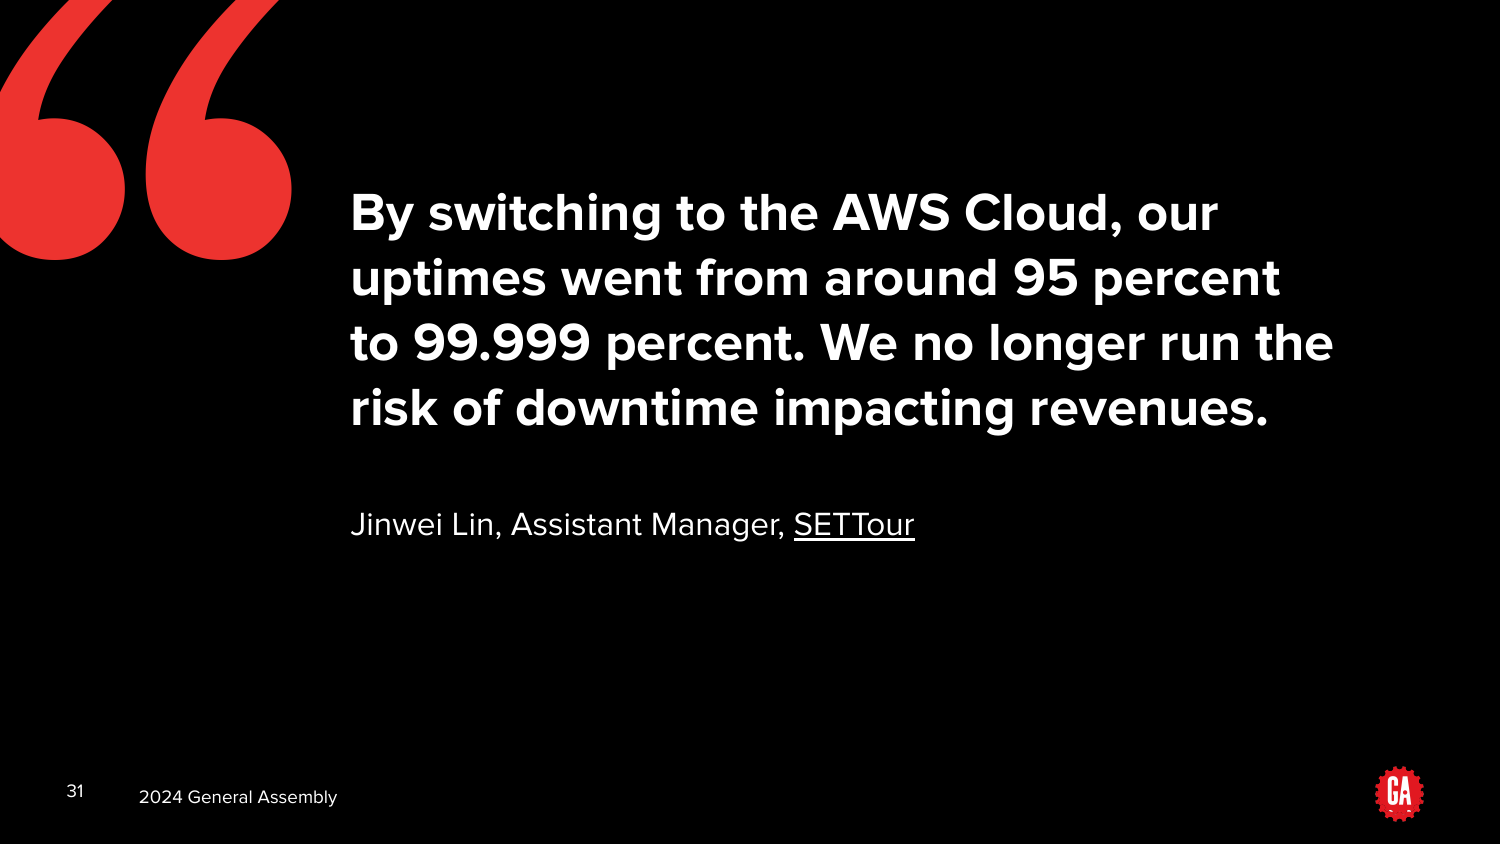 By switching to the AWS Cloud, our
uptimes went from around 95 percent
to 99.999 percent. We no longer run the
risk of downtime impacting revenues.
Jinwei Lin, Assistant Manager, SETTour
31
2024 General Assembly
GA